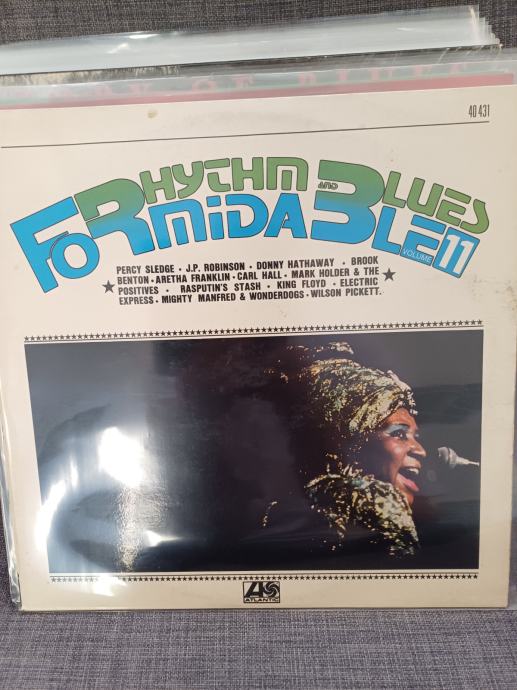 40 431
RHYTHM AND BLUES
FORMIDABLE VOLUME 11
PERCY SLEDGE • J.P. ROBINSON • DONNY HATHAWAY • BROOK
BENTON • ARETHA FRANKLIN • CARL HALL • MARK HOLDER & THE
POSITIVES • RASPUTIN'S STASH • KING FLOYD • ELECTRIC
EXPRESS • MIGHTY MANFRED & WONDERDOGS • WILSON PICKETT.
ATLANTIC